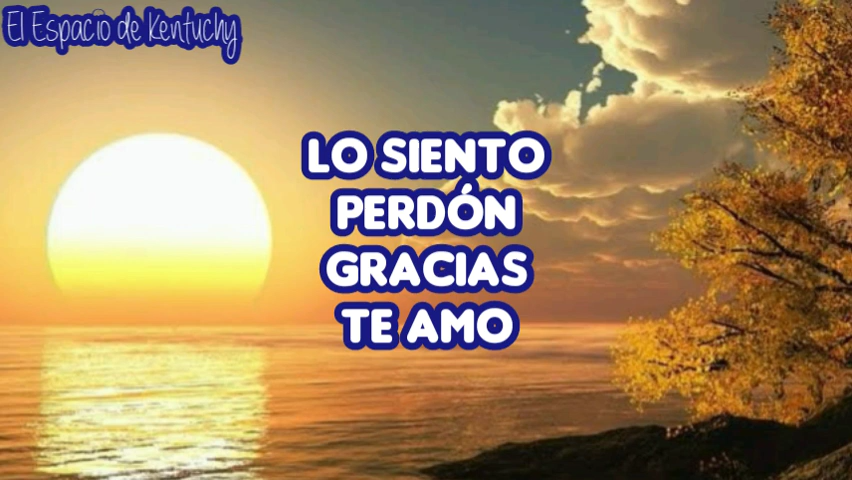 El Espacio de Kentuchy
LO SIENTO
PERDÓN
GRACIAS
TE AMO